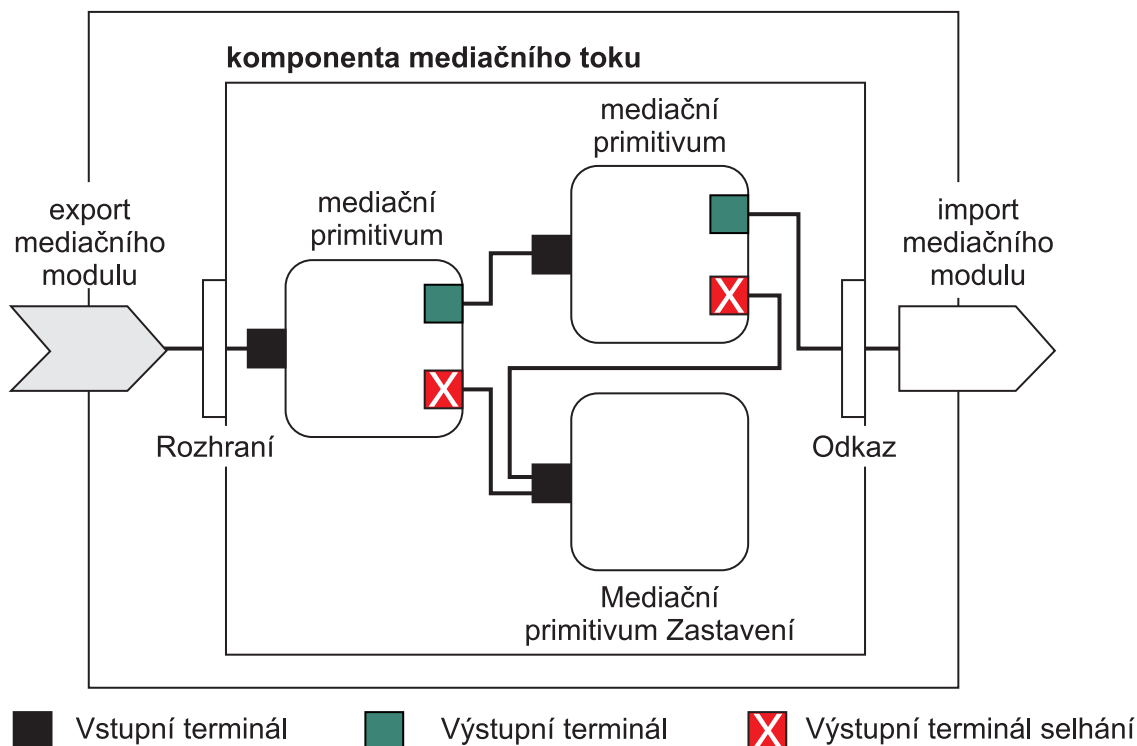 komponenta mediačního toku
mediační
primitivum
mediační
primitivum
export
mediačního
modulu
import
mediačního
modulu
Rozhraní
Odkaz
Mediační
primitivum Zastavení
Vstupní terminál
Výstupní terminál
Výstupní terminál selhání